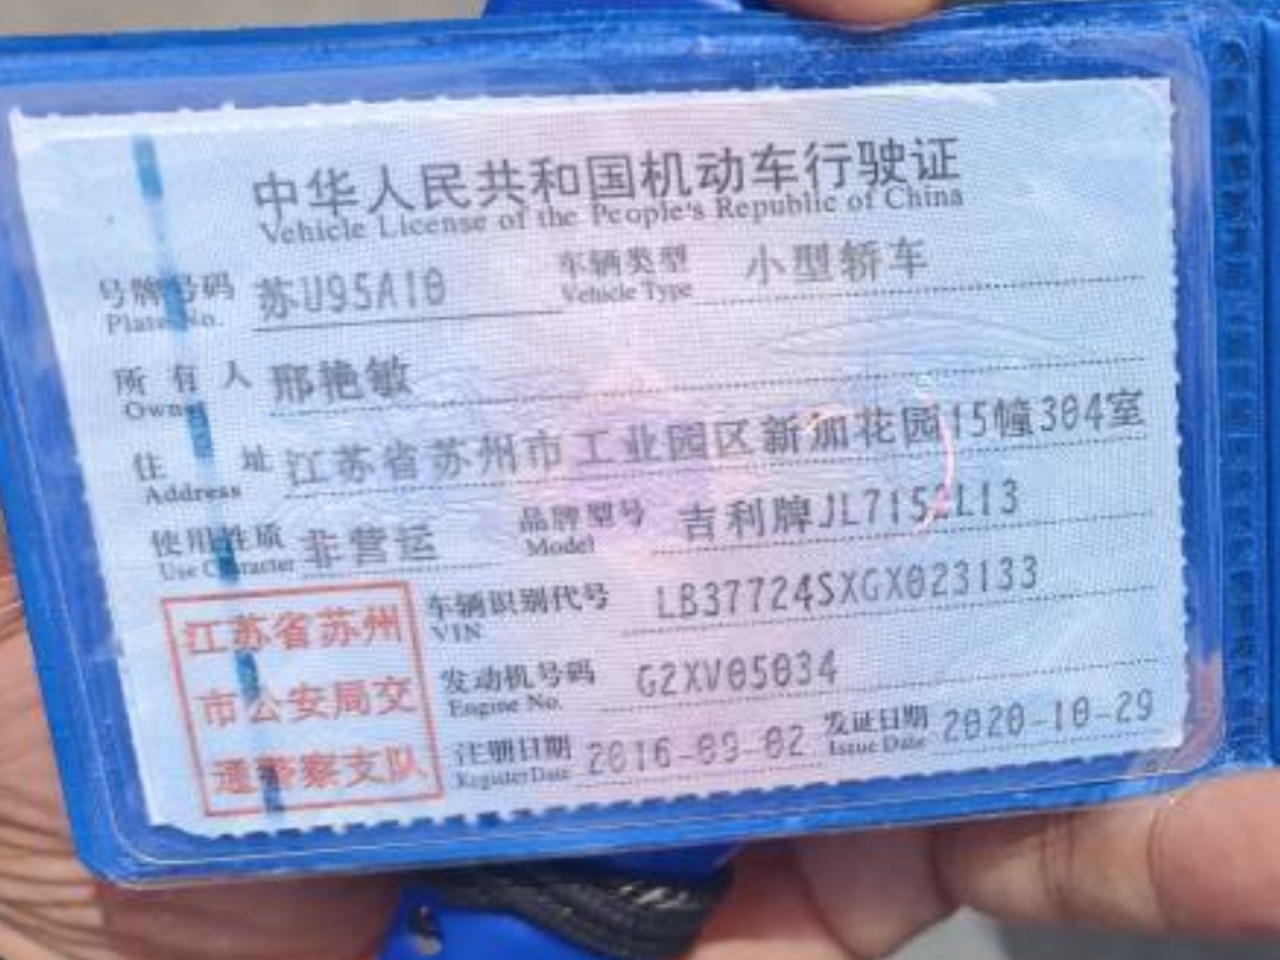 中华人民共和国机动车行驶证
Vehicle License of the People's Republic of China
号牌号码 苏U95A10 车辆类型 小型轿车
Plate No. Vehicle Type
所有人 邢艳敏
Owner
住址 江苏省苏州市工业园区新加花园15幢304室
Address
使用性质 非营运 品牌型号 吉利牌JL7152L13
Use Character Model
江苏省苏州
市公安局交
通警察支队
车辆识别代号 LB37724SXGX023133
VIN
发动机号码 G2XV05034
Engine No.
注册日期 2016-09-02 发证日期 2020-10-29
Register Date Issue Date